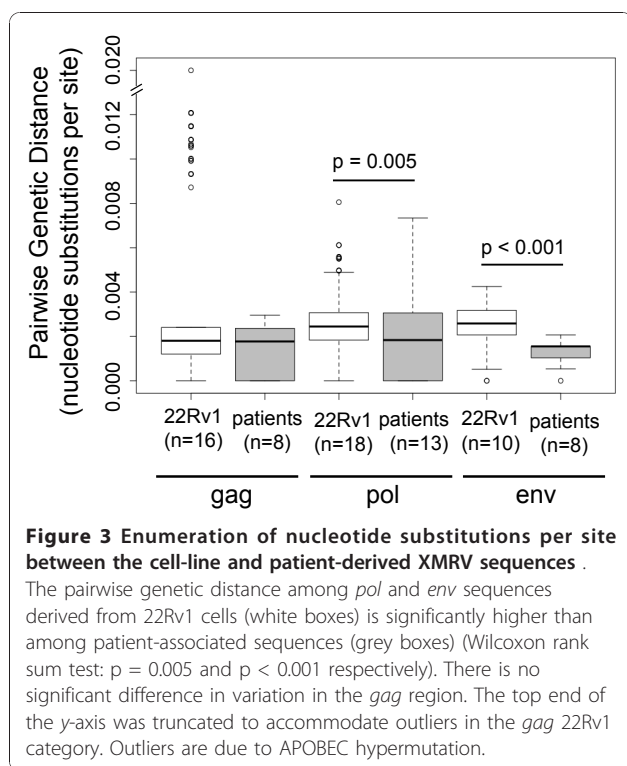 Pairwise Genetic Distance
(nucleotide substitutions per site)
0.020
0.012
0.008
0.004
0.000
p = 0.005
p < 0.001
22Rv1 patients 22Rv1 patients 22Rv1 patients
(n=16) (n=8) (n=18) (n=13) (n=10) (n=8)
gag pol env
Figure 3 Enumeration of nucleotide substitutions per site
between the cell-line and patient-derived XMRV sequences .
The pairwise genetic distance among pol and env sequences
derived from 22Rv1 cells (white boxes) is significantly higher than
among patient-associated sequences (grey boxes) (Wilcoxon rank
sum test: p = 0.005 and p < 0.001 respectively). There is no
significant difference in variation in the gag region. The top end of
the y-axis was truncated to accommodate outliers in the gag 22Rv1
category. Outliers are due to APOBEC hypermutation.